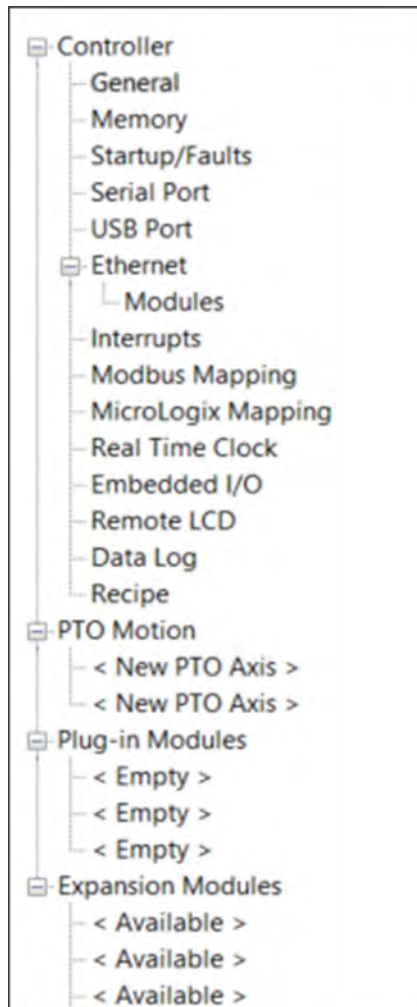 Controller
General
Memory
Startup/Faults
Serial Port
USB Port
Ethernet
Modules
Interrupts
Modbus Mapping
MicroLogix Mapping
Real Time Clock
Embedded I/O
Remote LCD
Data Log
Recipe
PTO Motion
< New PTO Axis >
< New PTO Axis >
Plug-in Modules
< Empty >
< Empty >
< Empty >
Expansion Modules
< Available >
< Available >
< Available >